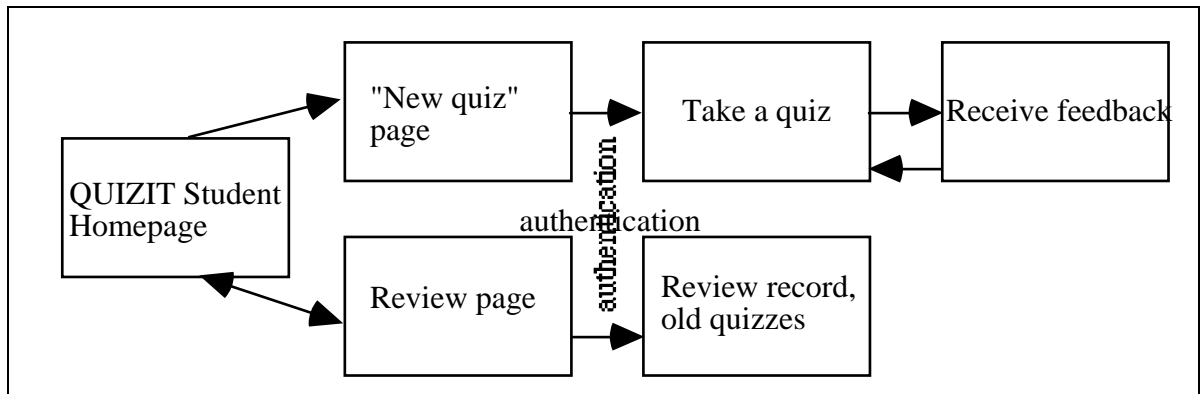 "New quiz"
page
Take a quiz
Receive feedback
QUIZIT Student
Homepage
authentication
authentication
Review page
Review record,
old quizzes